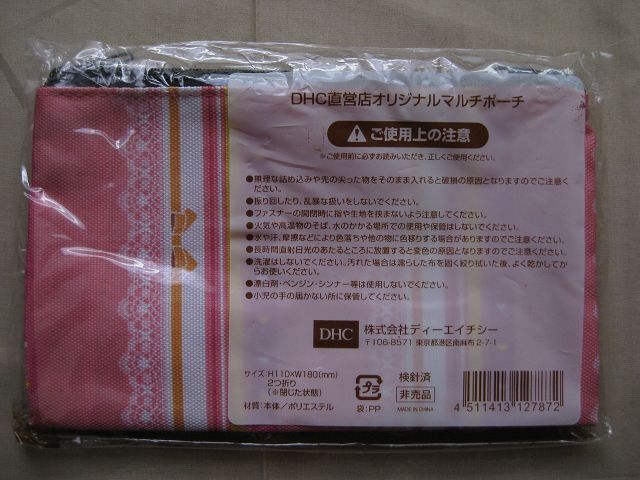 DHC直営店オリジナルマルチポーチ
ご使用上の注意
※ご使用前に必ずお読みいただき、正しくご使用ください。
●無理な詰め込みや先の尖った物をそのまま入れると破損の原因となりますのでご注意く
ださい。
●振り回したり、乱暴な扱いをしないでください。
●ファスナーの開閉時に指や生地を挟まないよう注意してください。
●火気や高温物のそば、水のかかる場所での使用や保管はしないでください。
●水や汗、摩擦などにより色落ちや他の物に色移りする場合がありますのでご注意ください。
●長時間直射日光のあたるところに放置すると変色の原因となりますのでご注意ください。
●洗濯はしないでください。汚れた場合は濡らした布を固く絞り拭いた後、よく乾かしてか
らお使いください。
●漂白剤・ベンジン・シンナー等は使用しないでください。
●小児の手の届かない所に保管してください。
DHC
株式会社ディーエイチシー
〒106-8571 東京都港区南麻布2-7-1
サイズ:H110×W180(mm)
2つ折り
(※閉じた状態)
材質:本体/ポリエステル
プラ
袋:PP
検針済
非売品
MADE IN CHINA
4 511413 127872